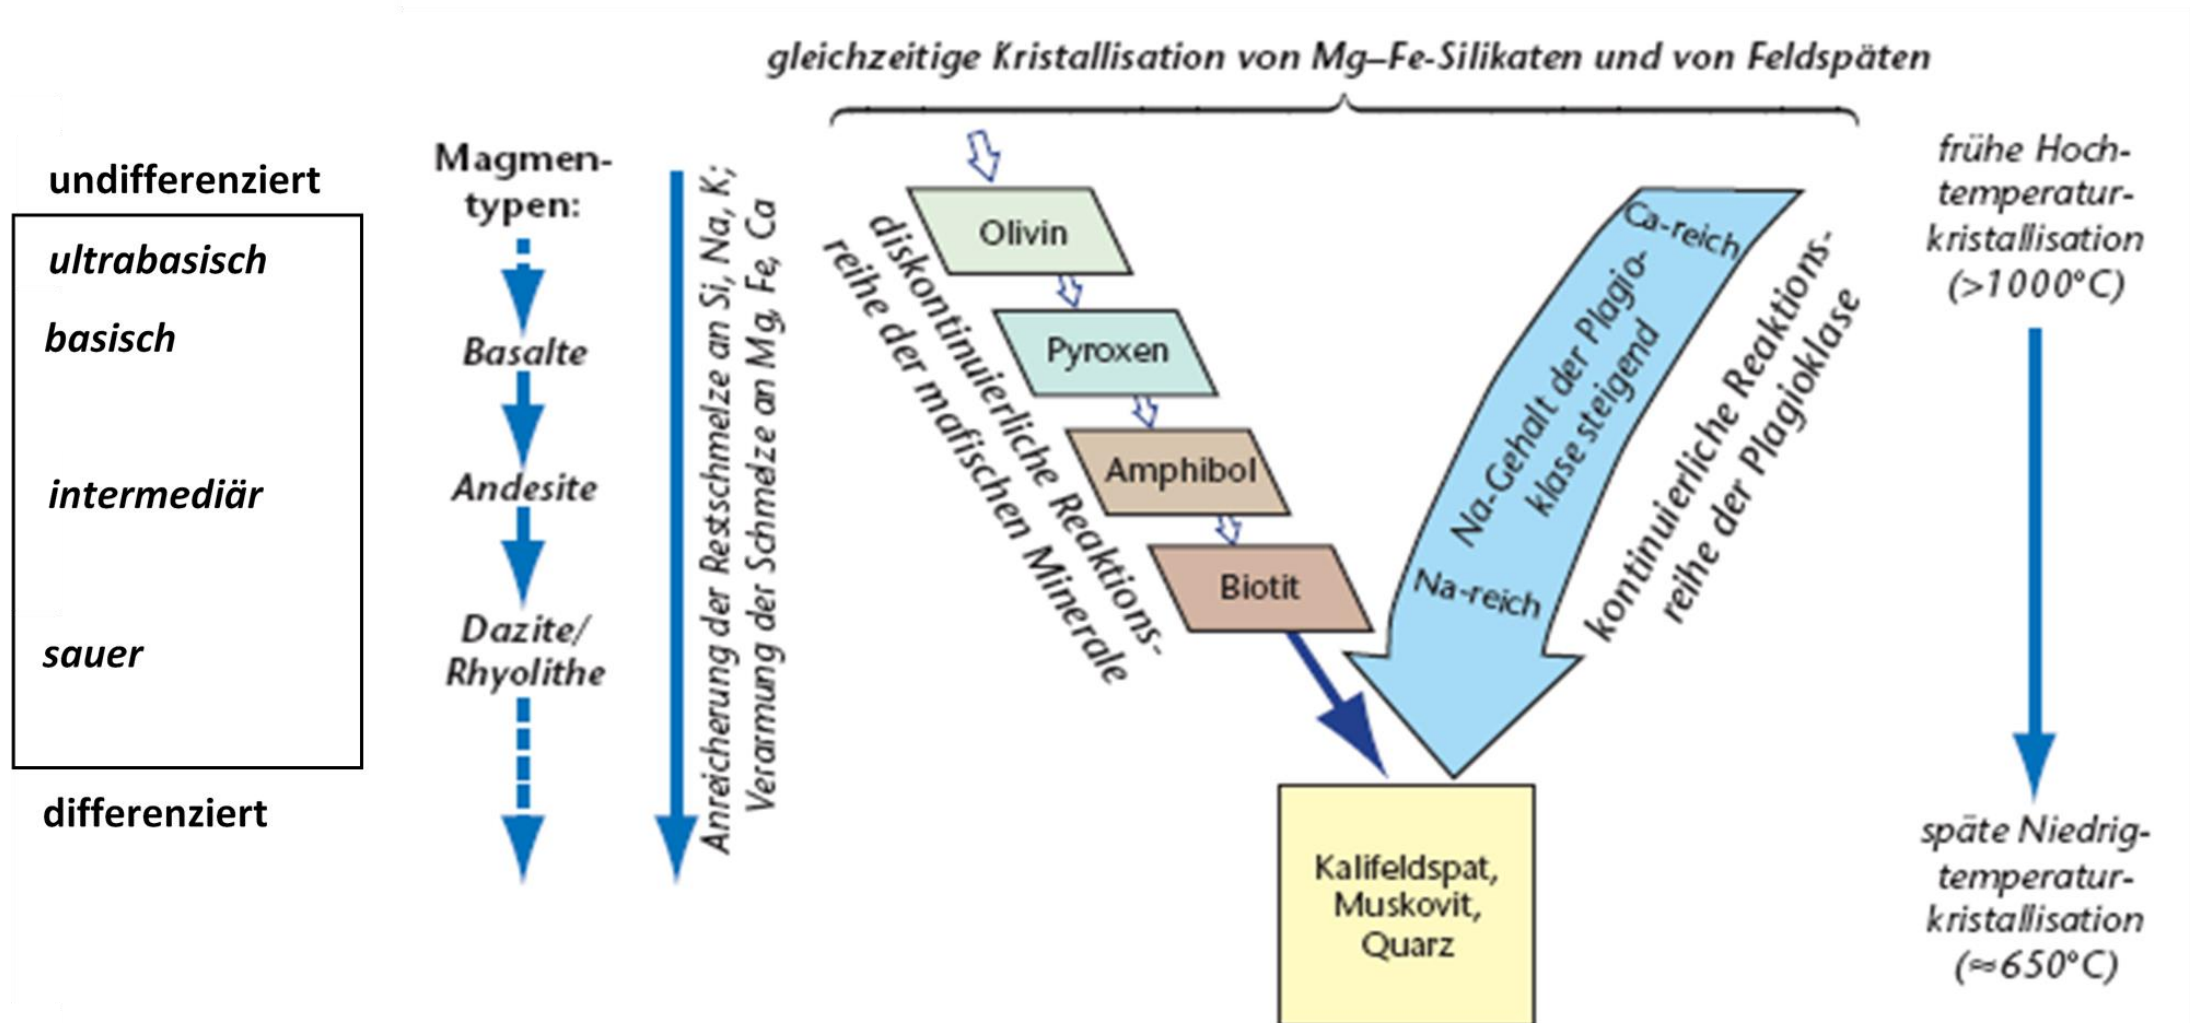 gleichzeitige Kristallisation von Mg–Fe-Silikaten und von Feldspäten
undifferenziert
ultrabasisch
basisch
intermediär
sauer
differenziert
Magmen-
typen:
Basalte
Andesite
Dazite/
Rhyolithe
Anreicherung der Restschmelze an Si, Na, K;
Verarmung der Schmelze an Mg, Fe, Ca
diskontinuierliche Reaktions-
reihe der mafischen Minerale
Olivin
Pyroxen
Amphibol
Biotit
Ca-reich
Na-Gehalt der Plagio-
klase steigend
Na-reich
kontinuierliche Reaktions-
reihe der Plagioklase
Kalifeldspat,
Muskovit,
Quarz
frühe Hoch-
temperatur-
kristallisation
(>1000°C)
späte Niedrig-
temperatur-
kristallisation
(≈650°C)